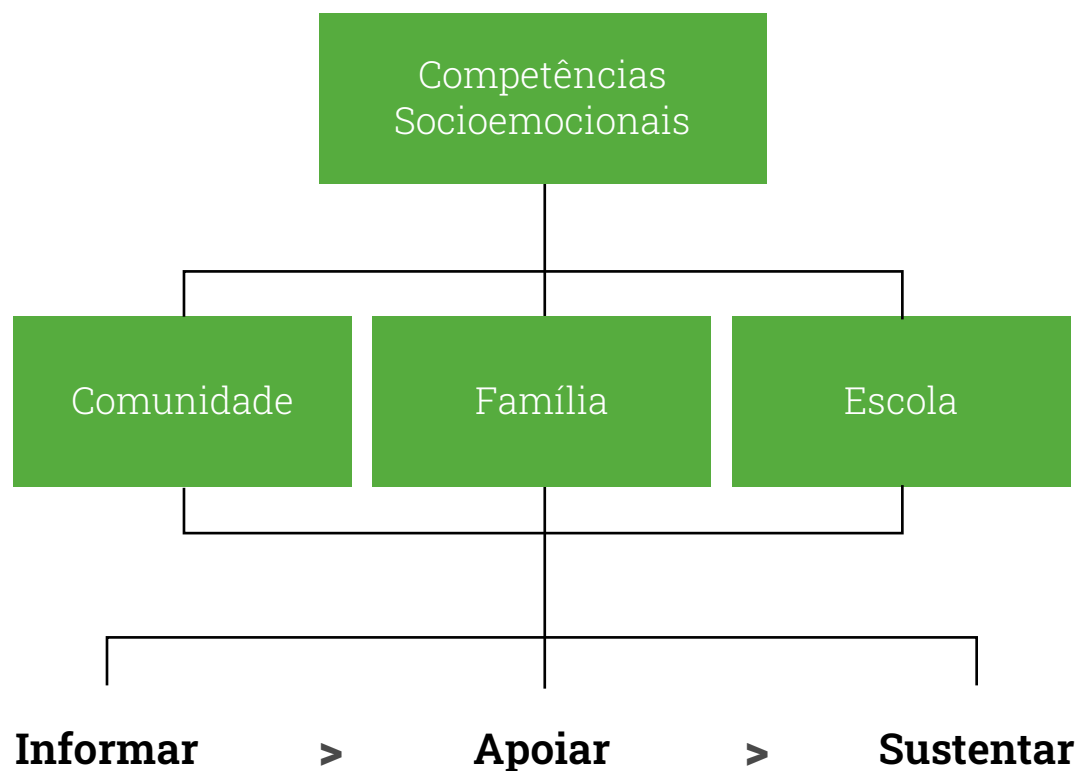 Competências
Socioemocionais
Comunidade
Família
Escola
Informar > Apoiar > Sustentar